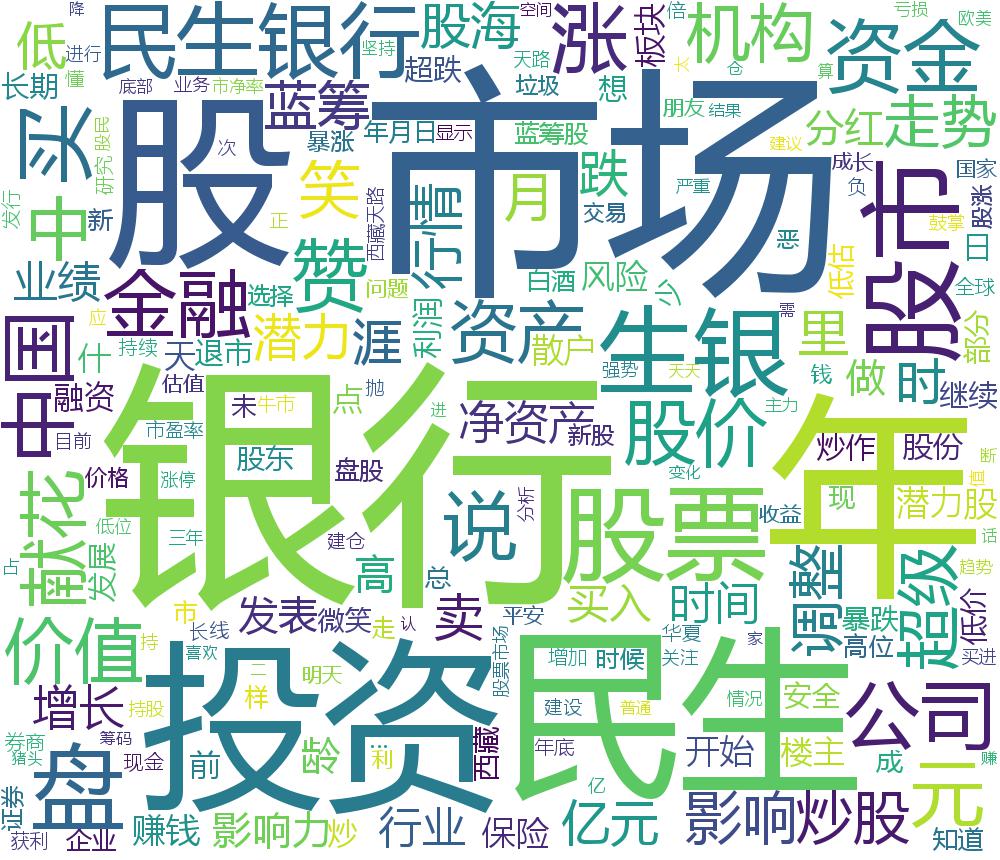 降
空间
亏损
欧美
低
进行
懂
民生银行
股海
坚持
天路
涨
板块
倍
机构
太
仓
资金
算
长期
底部
业务
市净率
超跌
垃圾
想
朋友
结果
买
研究
股民
蓝筹
暴涨
年月日
显示
蓝筹股
建议
分红
走势
发行
中
新
股
次
笑
正
西藏天路
行情
市场
月
跌
交易
恶
严重
成长
负
国家
股涨
鼓掌
股市
日
业绩
金融
选择
赞
问题
白酒
风险
少
低估
全球
中国
任
持续
应
天
退市
潜力
涯
利润
资产
散户
生银
需
里
部分
融资
估值
未
牛市
点
抛
进
强势
天天
钱
做
时
继续
目前
价格
市盈率
涨停
股东
盘股
净资产
新股
股价
主力
炒作
股份
断
值
献花
低位
三年
银行
说
分析
变化
股票
收益
年
现
潜力股
话
占
发展
建仓
高
总
调整
超级
趋势
低价
价值
市
持
长线
喜欢
发表
微笑
走
认
卖
平安
买入
时间
华夏
家
暴跌
高位
买进
增长
持股
二
样
明天
投资
股票市场
增加
时候
关注
民生
建设
普通
情况
安全
公司
券商
猪头
筹码
现金
盘
前
龄
…
利
西藏
年底
开始
楼主
成
元
赚
证券
获利
企业
赚钱
影响力
炒
行业
保险
亿
亿元
影响
炒股
知道